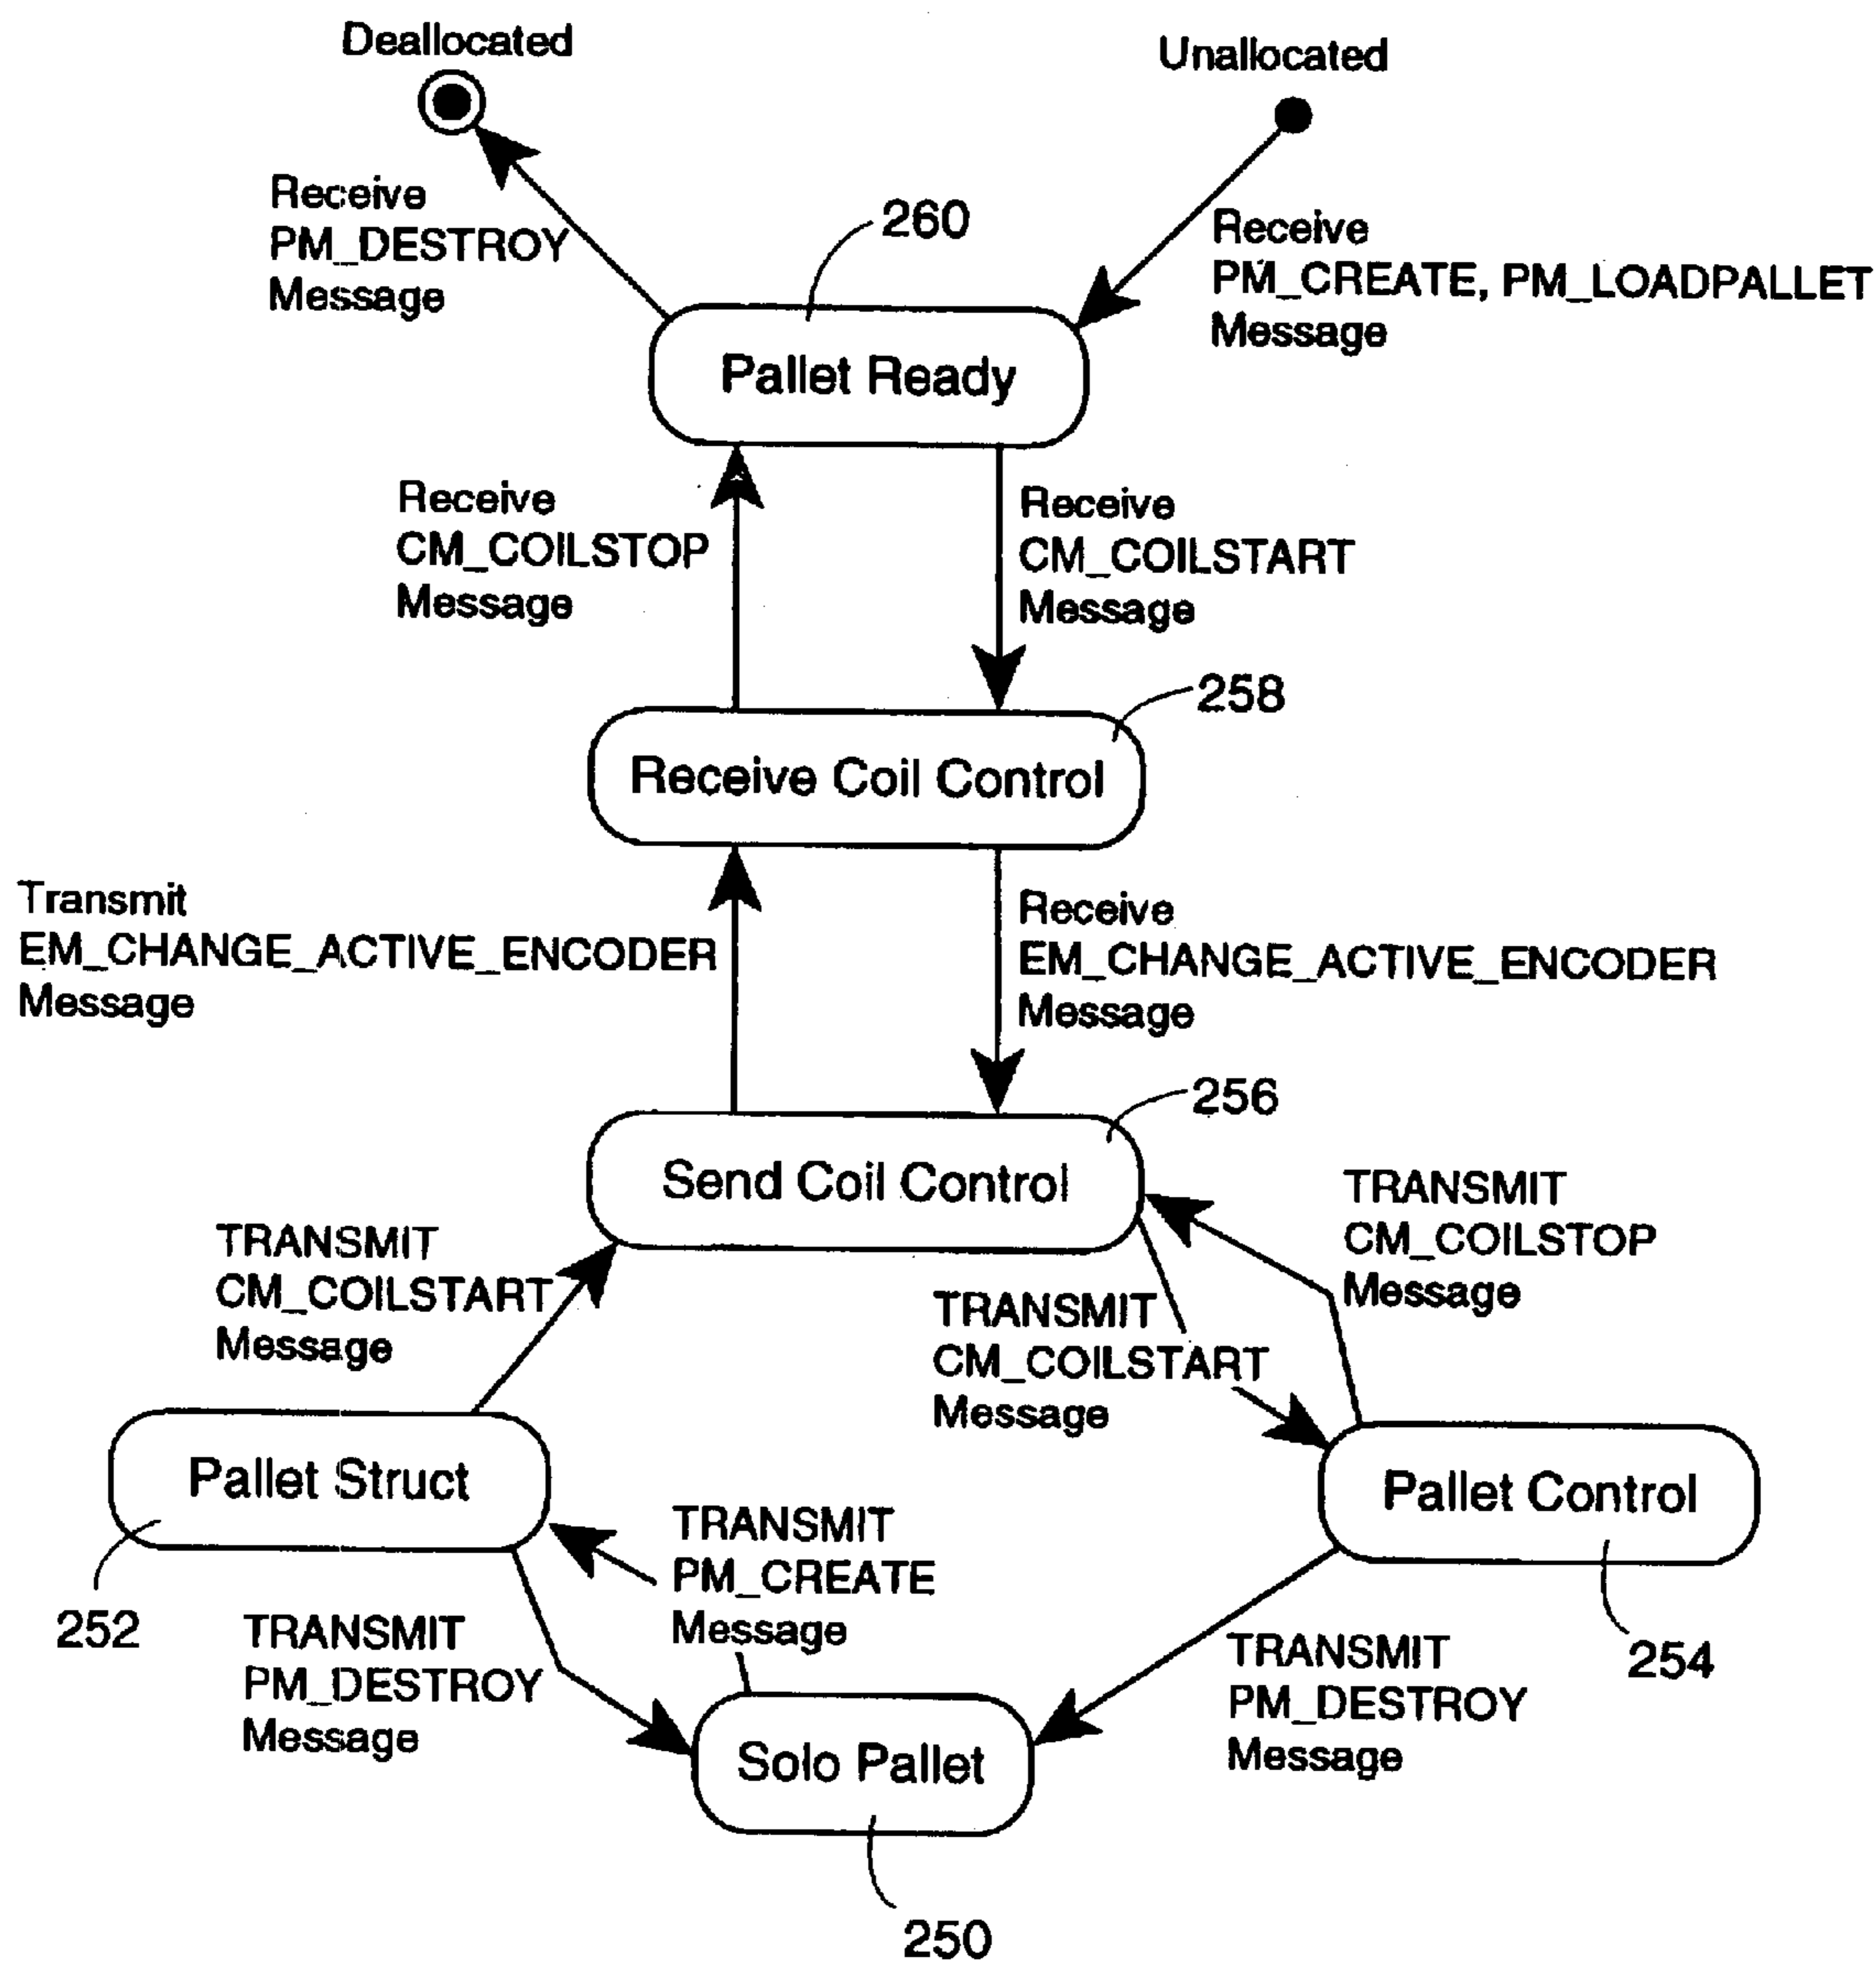 Deallocated
Unallocated
Receive
PM_DESTROY
Message
260
Receive
PM_CREATE, PM_LOADPALLET
Message
Pallet Ready
Receive
CM_COILSTOP
Message
Receive
CM_COILSTART
Message
258
Receive Coil Control
Transmit
EM_CHANGE_ACTIVE_ENCODER
Message
Receive
EM_CHANGE_ACTIVE_ENCODER
Message
256
Send Coil Control
TRANSMIT
CM_COILSTART
Message
TRANSMIT
CM_COILSTOP
Message
TRANSMIT
CM_COILSTART
Message
Pallet Struct
Pallet Control
252
TRANSMIT
PM_CREATE
Message
TRANSMIT
PM_DESTROY
Message
254
TRANSMIT
PM_DESTROY
Message
Solo Pallet
250